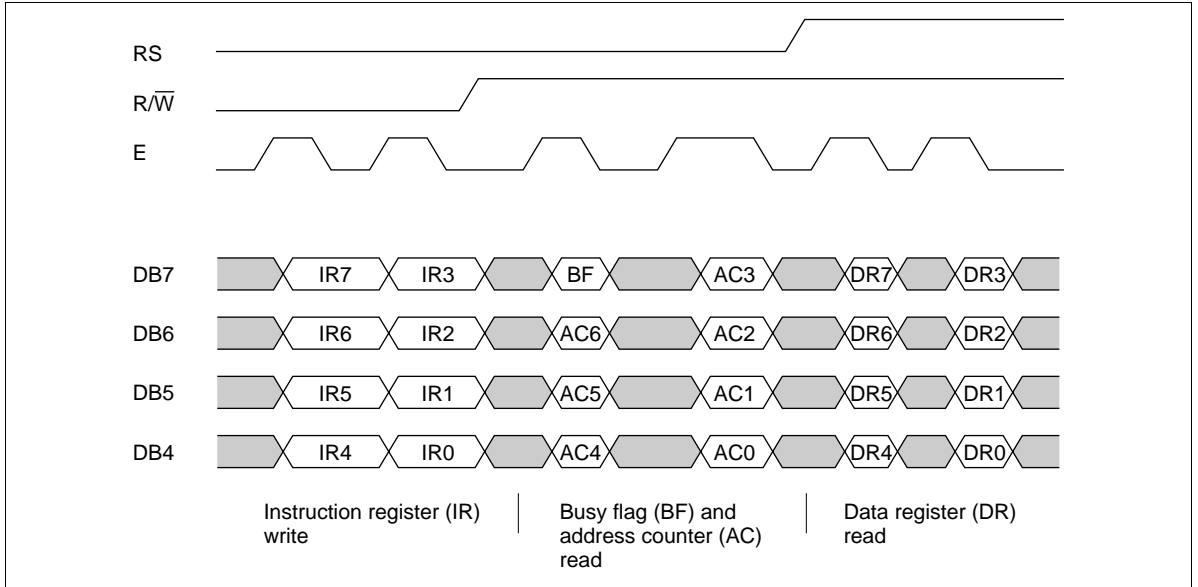 RS
R/W̅
E
DB7 IR7 IR3 BF AC3 DR7 DR3
DB6 IR6 IR2 AC6 AC2 DR6 DR2
DB5 IR5 IR1 AC5 AC1 DR5 DR1
DB4 IR4 IR0 AC4 AC0 DR4 DR0
Instruction register (IR)
write
Busy flag (BF) and
address counter (AC)
read
Data register (DR)
read